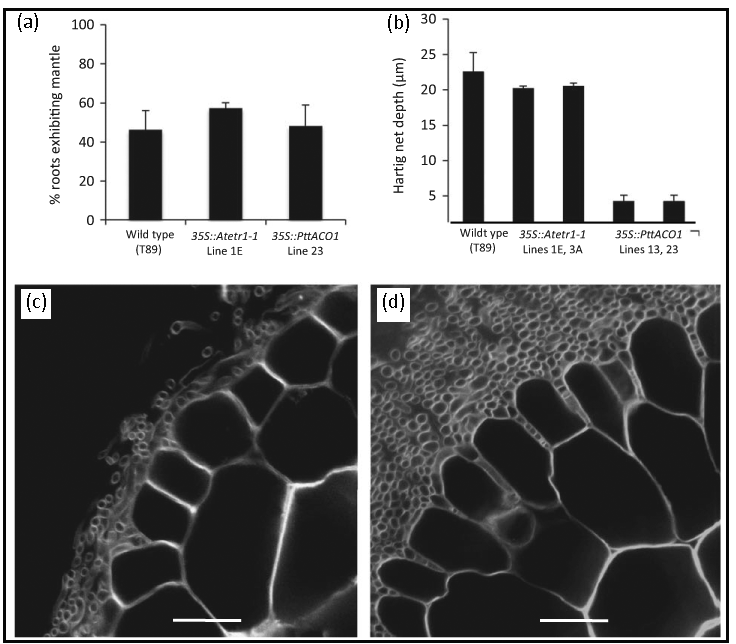 (a)
% roots exhibiting mantle
100
80
60
40
20
0
Wild type
(T89)
35S::Atetr1-1
Line 1E
35S::PttACO1
Line 23
(b)
Hartig net depth (µm)
30
25
20
15
10
5
Wildt ype
(T89)
35S::Atetr1-1
Lines 1E, 3A
35S::PttACO1
Lines 13, 23
(c)
(d)